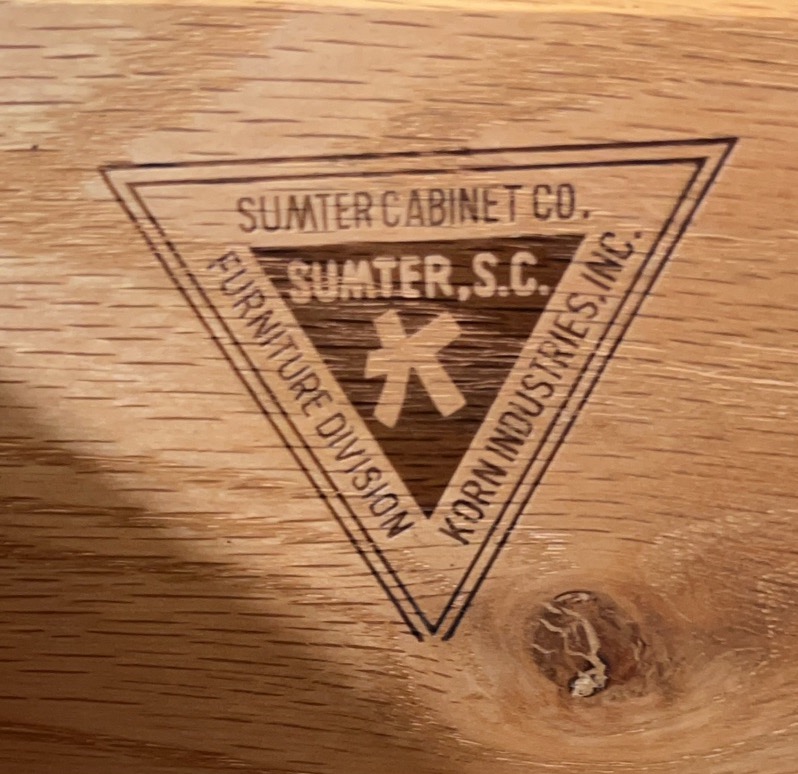 SUMTER CABINET CO.
SUMTER, S.C.
FURNITURE DIVISION
KORN INDUSTRIES, INC.